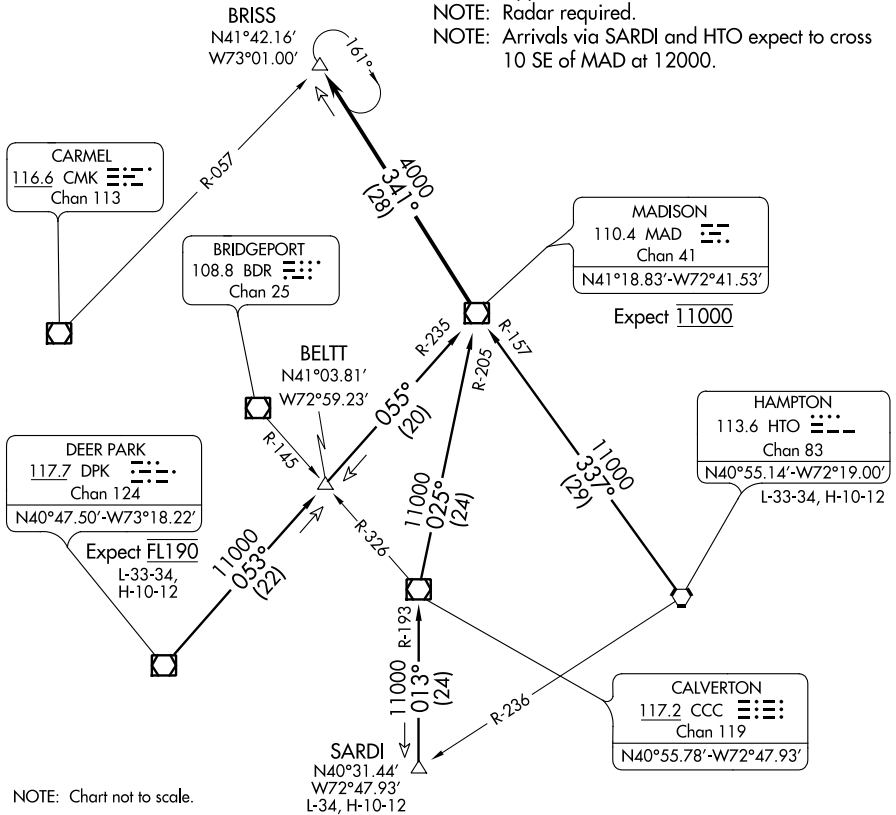 BRISS
N41°42.16′
W73°01.00′
161°
NOTE: Radar required.
NOTE: Arrivals via SARDI and HTO expect to cross
10 SE of MAD at 12000.
CARMEL
116.6 CMK
Chan 113
R-057
4000
341°
(28)
MADISON
110.4 MAD
Chan 41
N41°18.83′-W72°41.53′
Expect 11000
BRIDGEPORT
108.8 BDR
Chan 25
R-235
R-157
R-205
BELTT
N41°03.81′
W72°59.23′
055°
(20)
R-145
HAMPTON
113.6 HTO
Chan 83
N40°55.14′-W72°19.00′
L-33-34, H-10-12
DEER PARK
117.7 DPK
Chan 124
N40°47.50′-W73°18.22′
Expect FL190
L-33-34,
H-10-12
11000
053°
(22)
11000
025°
(24)
11000
337°
(29)
R-326
R-193
11000
013°
(24)
R-236
CALVERTON
117.2 CCC
Chan 119
N40°55.78′-W72°47.93′
SARDI
N40°31.44′
W72°47.93′
L-34, H-10-12
NOTE: Chart not to scale.